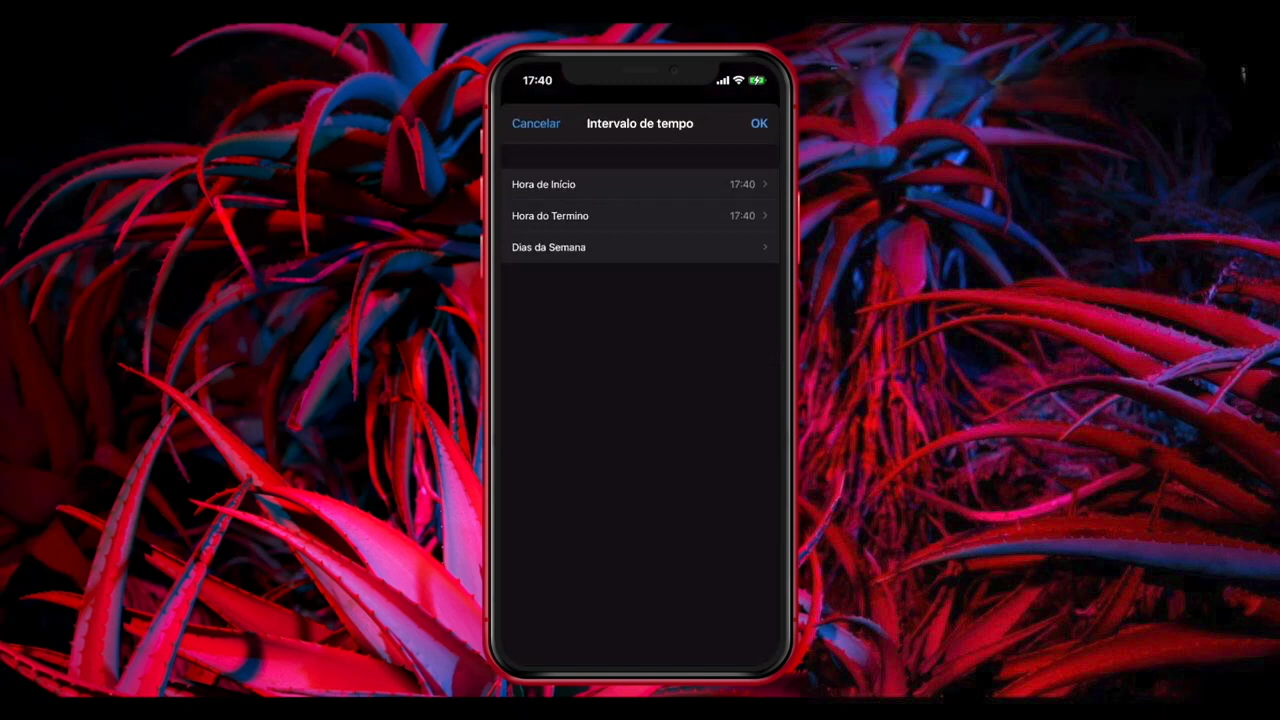 17:40
Cancelar Intervalo de tempo OK
Hora de Início 17:40
Hora do Termino 17:40
Dias da Semana